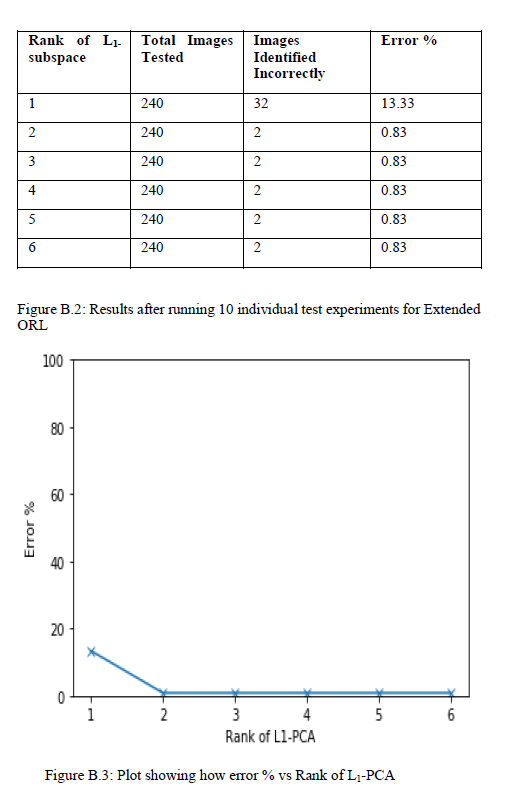 Rank of L1- Total Images Images Error %
subspace Tested Identified
Incorrectly
1 240 32 13.33
2 240 2 0.83
3 240 2 0.83
4 240 2 0.83
5 240 2 0.83
6 240 2 0.83
Figure B.2: Results after running 10 individual test experiments for Extended
ORL
100
80
60
40
20
0
Error %
1 2 3 4 5 6
Rank of L1-PCA
Figure B.3: Plot showing how error % vs Rank of L1-PCA